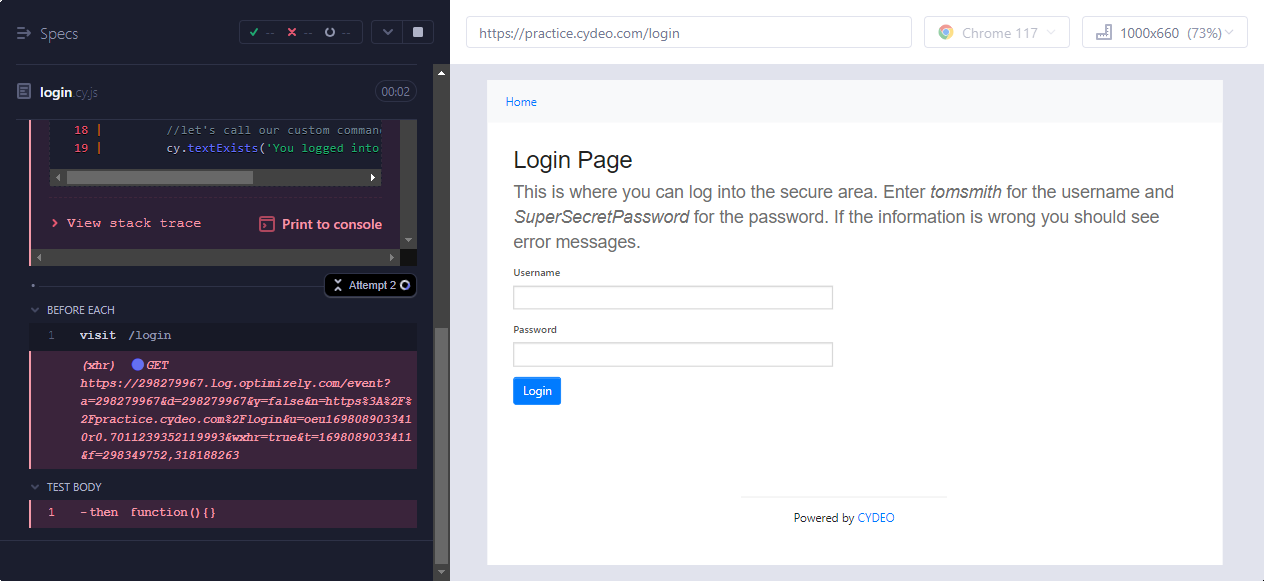 Specs
--
--
--
login.cy.js
00:02
18 | //let's call our custom comman
19 | cy.textExists('You logged into
> View stack trace
Print to console
Attempt 2
BEFORE EACH
1 visit /login
(xhr) GET
https://298279967.log.optimizely.com/event?
a=298279967&d=298279967&y=false&n=https%3A%2F%
2Fpractice.cydeo.com%2Flogin&u=oeu169808903341
0r0.7011239352119993&wxhr=true&t=1698089033411
&f=298349752,318188263
TEST BODY
1 -then function(){}
https://practice.cydeo.com/login
Chrome 117
1000x660 (73%)
Home
Login Page
This is where you can log into the secure area. Enter tomsmith for the username and
SuperSecretPassword for the password. If the information is wrong you should see
error messages.
Username
Password
Login
Powered by CYDEO